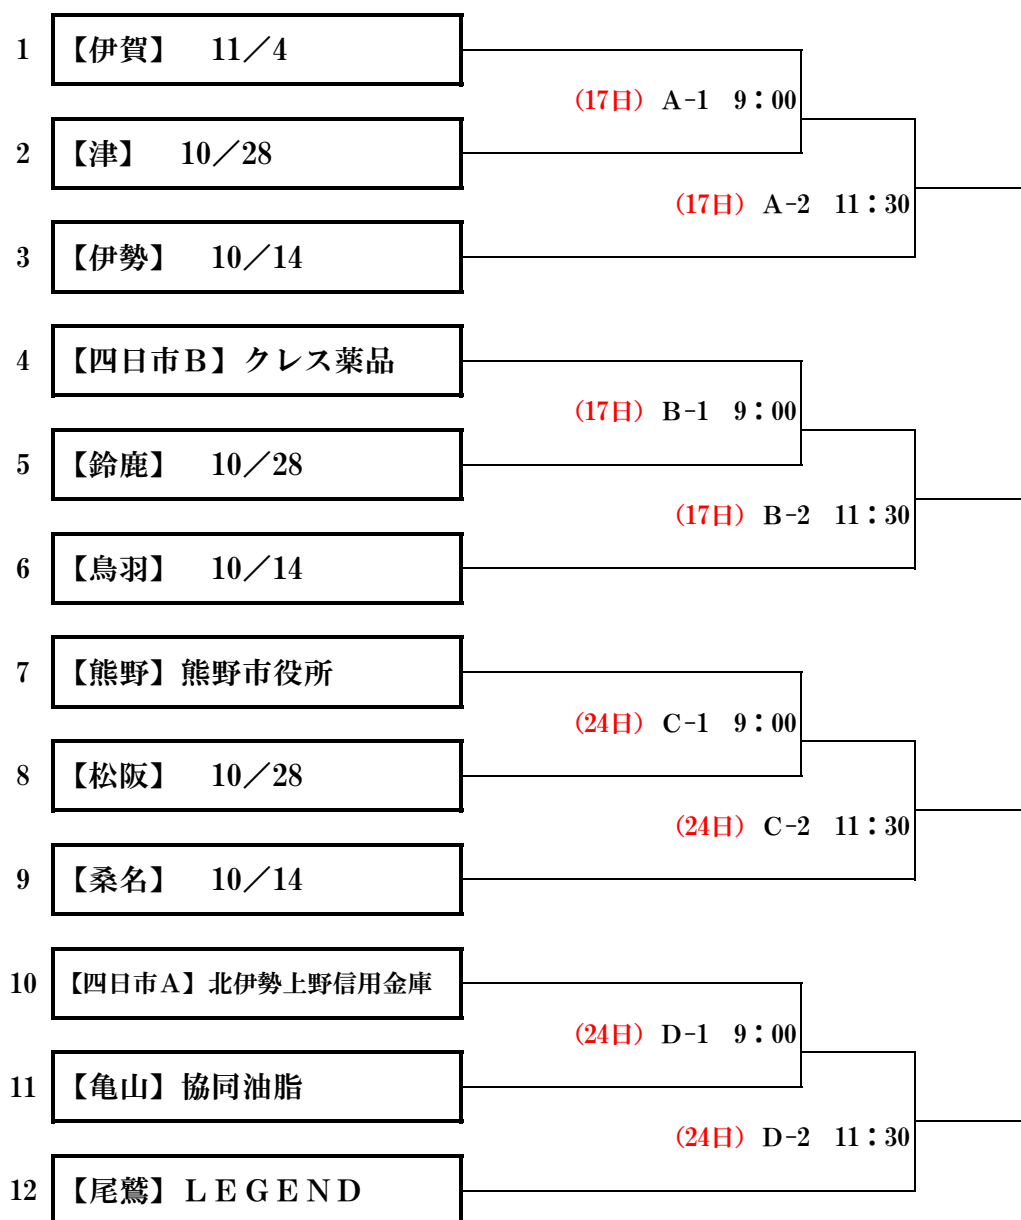 1 【伊賀】 11／4
(17日) A-1 9：00
2 【津】 10／28
(17日) A-2 11：30
3 【伊勢】 10／14
4 【四日市B】クレス薬品
(17日) B-1 9：00
5 【鈴鹿】 10／28
(17日) B-2 11：30
6 【鳥羽】 10／14
7 【熊野】熊野市役所
(24日) C-1 9：00
8 【松阪】 10／28
(24日) C-2 11：30
9 【桑名】 10／14
10 【四日市A】北伊勢上野信用金庫
(24日) D-1 9：00
11 【亀山】協同油脂
(24日) D-2 11：30
12 【尾鷲】ＬＥＧＥＮＤ